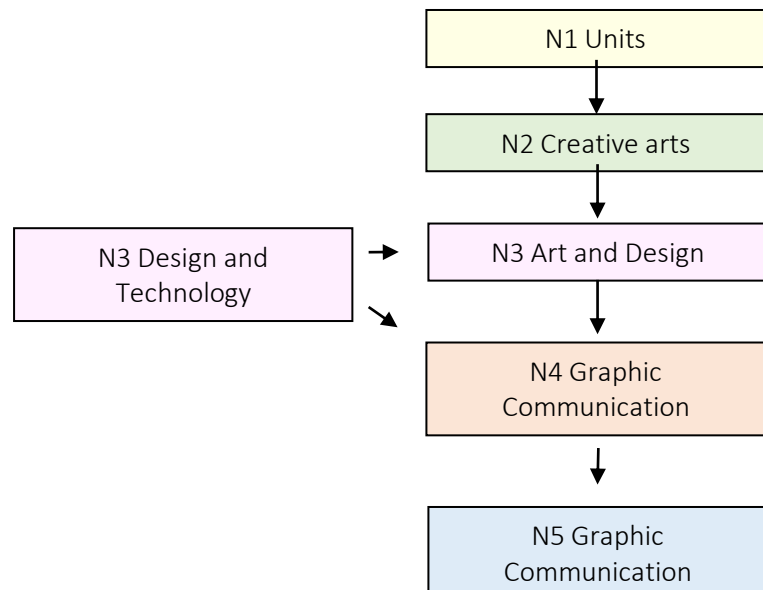 N1 Units
N2 Creative arts
N3 Design and
Technology
N3 Art and Design
N4 Graphic
Communication
N5 Graphic
Communication